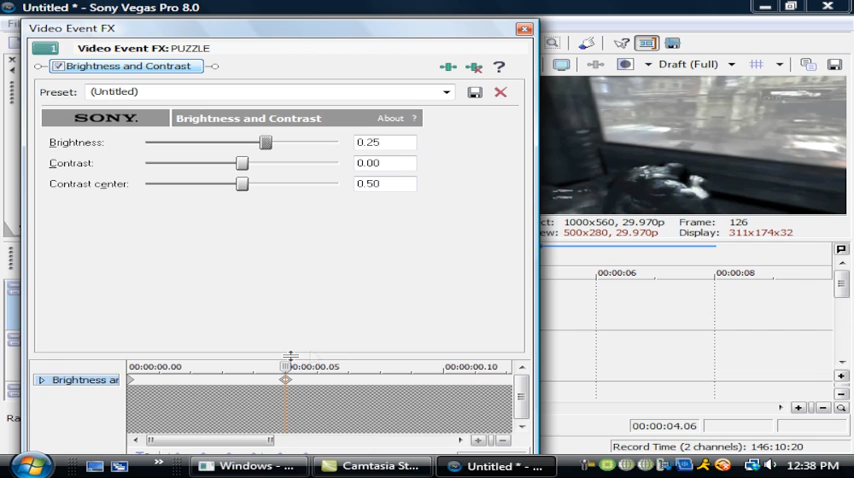 Untitled * - Sony Vegas Pro 8.0
Video Event FX
1
Video Event FX: PUZZLE
Brightness and Contrast
Preset:
(Untitled)
SONY.
Brightness and Contrast
About ?
Brightness:
0.25
Contrast:
0.00
Contrast center:
0.50
Draft (Full)
ct: 1000x560, 29.970p
Frame: 126
ew: 500x280, 29.970p
Display: 311x174x32
00:00:06
00:00:08
00:00:00.00
00:00:00.05
00:00:00.10
Brightness ar
Ra
00:00:04.06
Record Time (2 channels): 146:10:20
Windows - ...
Camtasia St...
Untitled * - ...
12:38 PM